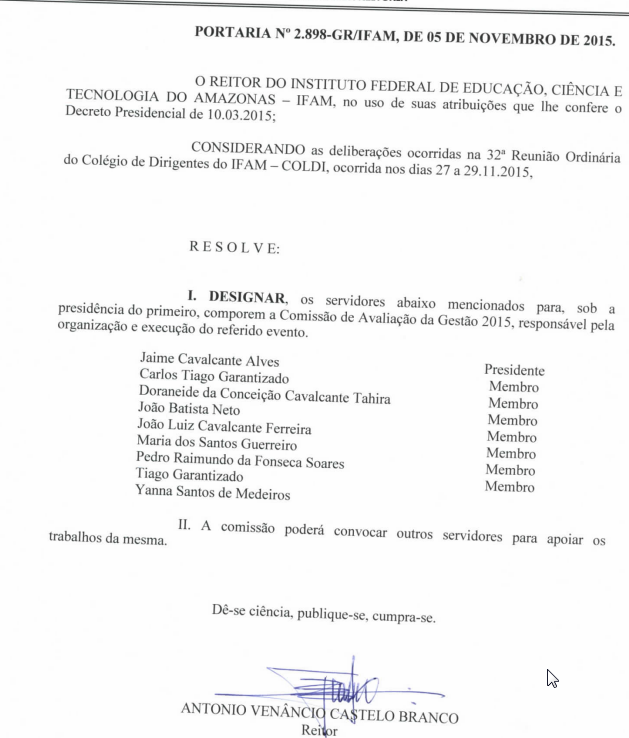 PORTARIA Nº 2.898-GR/IFAM, DE 05 DE NOVEMBRO DE 2015.
O REITOR DO INSTITUTO FEDERAL DE EDUCAÇÃO, CIÊNCIA E
TECNOLOGIA DO AMAZONAS – IFAM, no uso de suas atribuições que lhe confere o
Decreto Presidencial de 10.03.2015;
CONSIDERANDO as deliberações ocorridas na 32ª Reunião Ordinária
do Colégio de Dirigentes do IFAM – COLDI, ocorrida nos dias 27 a 29.11.2015,
R E S O L V E:
I. DESIGNAR, os servidores abaixo mencionados para, sob a
presidência do primeiro, comporem a Comissão de Avaliação da Gestão 2015, responsável pela
organização e execução do referido evento.
Jaime Cavalcante Alves Presidente
Carlos Tiago Garantizado Membro
Doraneide da Conceição Cavalcante Tahira Membro
João Batista Neto Membro
João Luiz Cavalcante Ferreira Membro
Maria dos Santos Guerreiro Membro
Pedro Raimundo da Fonseca Soares Membro
Tiago Garantizado Membro
Yanna Santos de Medeiros
II. A comissão poderá convocar outros servidores para apoiar os
trabalhos da mesma.
Dê-se ciência, publique-se, cumpra-se.
ANTONIO VENÂNCIO CASTELO BRANCO
Reitor